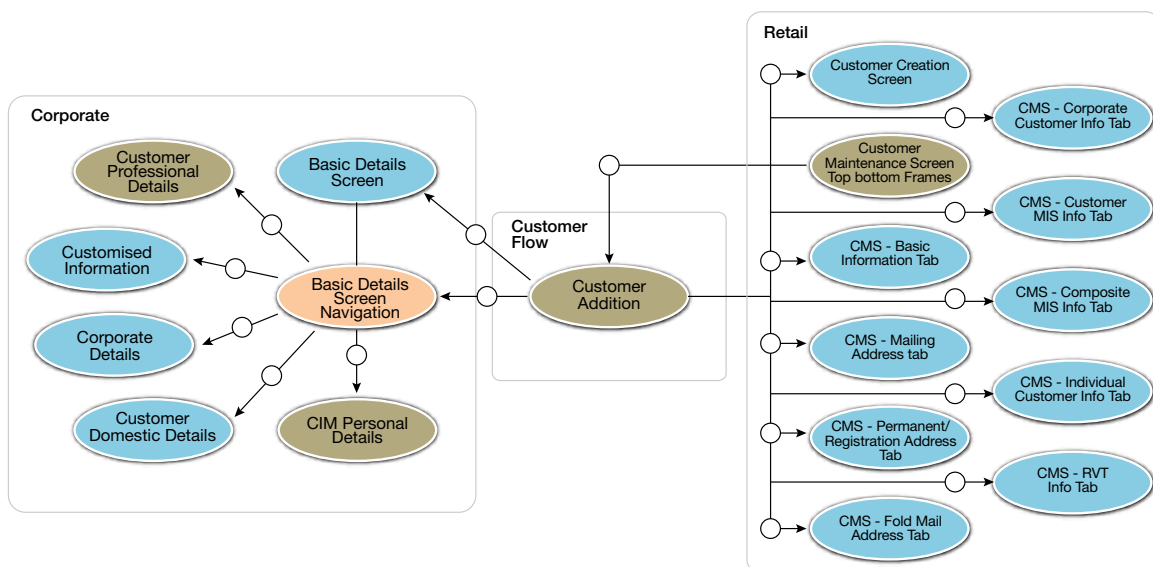 Corporate
Customer
Professional
Details
Basic Details
Screen
Customised
Information
Basic Details
Screen
Navigation
Corporate
Details
Customer
Domestic Details
CIM Personal
Details
Customer
Flow
Customer
Addition
Retail
Customer Creation
Screen
CMS - Corporate
Customer Info Tab
Customer
Maintenance Screen
Top bottom Frames
CMS - Customer
MIS Info Tab
CMS - Basic
Information Tab
CMS - Composite
MIS Info Tab
CMS - Mailing
Address tab
CMS - Individual
Customer Info Tab
CMS - Permanent/
Registration Address
Tab
CMS - RVT
Info Tab
CMS - Fold Mail
Address Tab